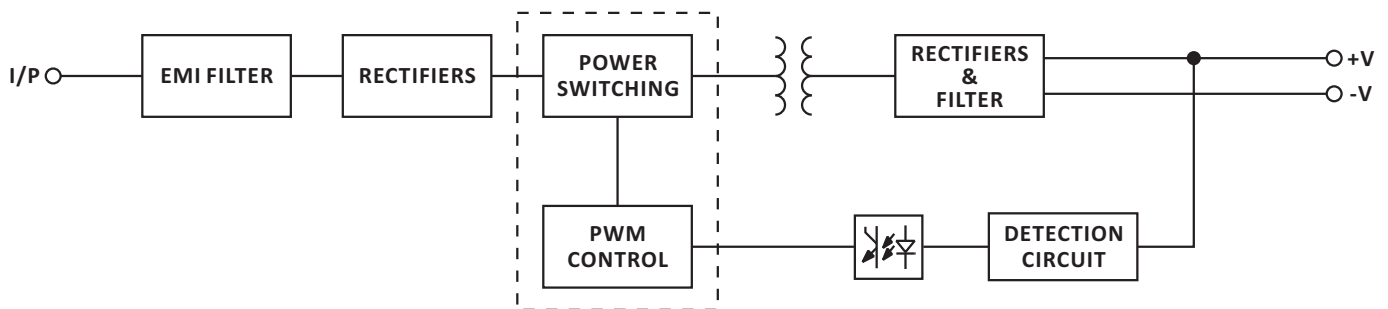 I/P
EMI FILTER
RECTIFIERS
POWER
SWITCHING
RECTIFIERS
&
FILTER
+V
-V
PWM
CONTROL
DETECTION
CIRCUIT